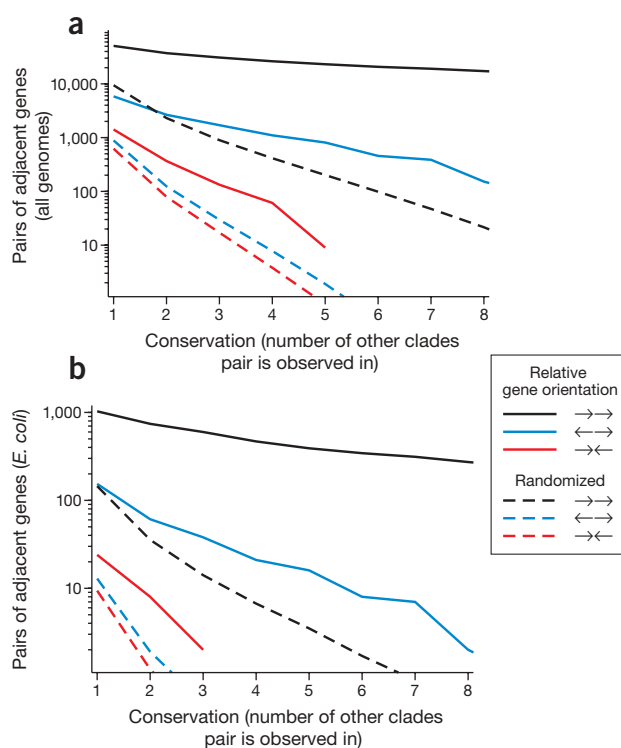 a
10,000
1,000
100
10
Pairs of adjacent genes
(all genomes)
1 2 3 4 5 6 7 8
Conservation (number of other clades
pair is observed in)
b
1,000
100
10
Pairs of adjacent genes (E. coli)
1 2 3 4 5 6 7 8
Conservation (number of other clades
pair is observed in)
Relative
gene orientation
→→
←→
→←
Randomized
→→
←→
→←